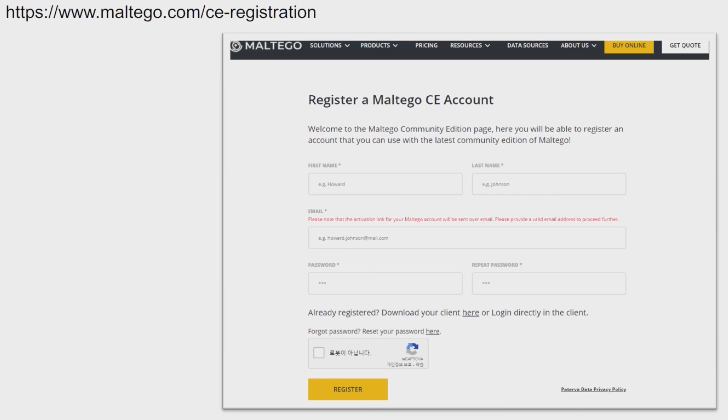 https://www.maltego.com/ce-registration
MALTEGO SOLUTIONS PRODUCTS PRICING RESOURCES DATA SOURCES ABOUT US BUY ONLINE GET QUOTE
Register a Maltego CE Account
Welcome to the Maltego Community Edition page, here you will be able to register an
account that you can use with the latest community edition of Maltego!
FIRST NAME * LAST NAME *
e.g. Howard e.g. Johnson
EMAIL *
Please note that the activation link for your Maltego account will be sent over email. Please provide a valid email address to proceed further.
e.g. howard.johnson@mail.com
PASSWORD * REPEAT PASSWORD *
*** ***
Already registered? Download your client here or Login directly in the client.
Forgot password? Reset your password here.
로봇이 아닙니다.
reCAPTCHA
개인정보 보호 - 약관
REGISTER Paterva Data Privacy Policy